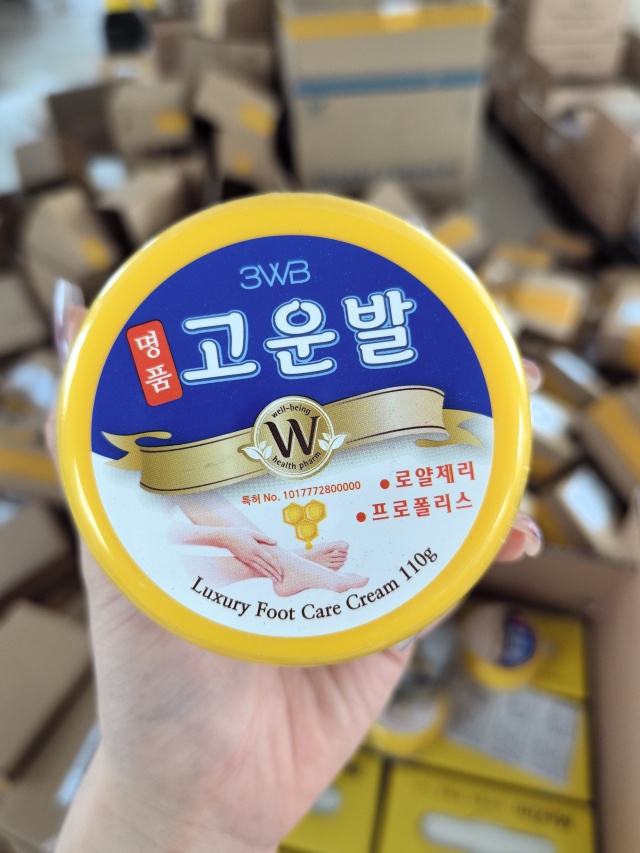 3WB
명품
고운발
well-being
W
health pharm
특허 No. 1017772800000
• 로얄제리
• 프로폴리스
Luxury Foot Care Cream 110g